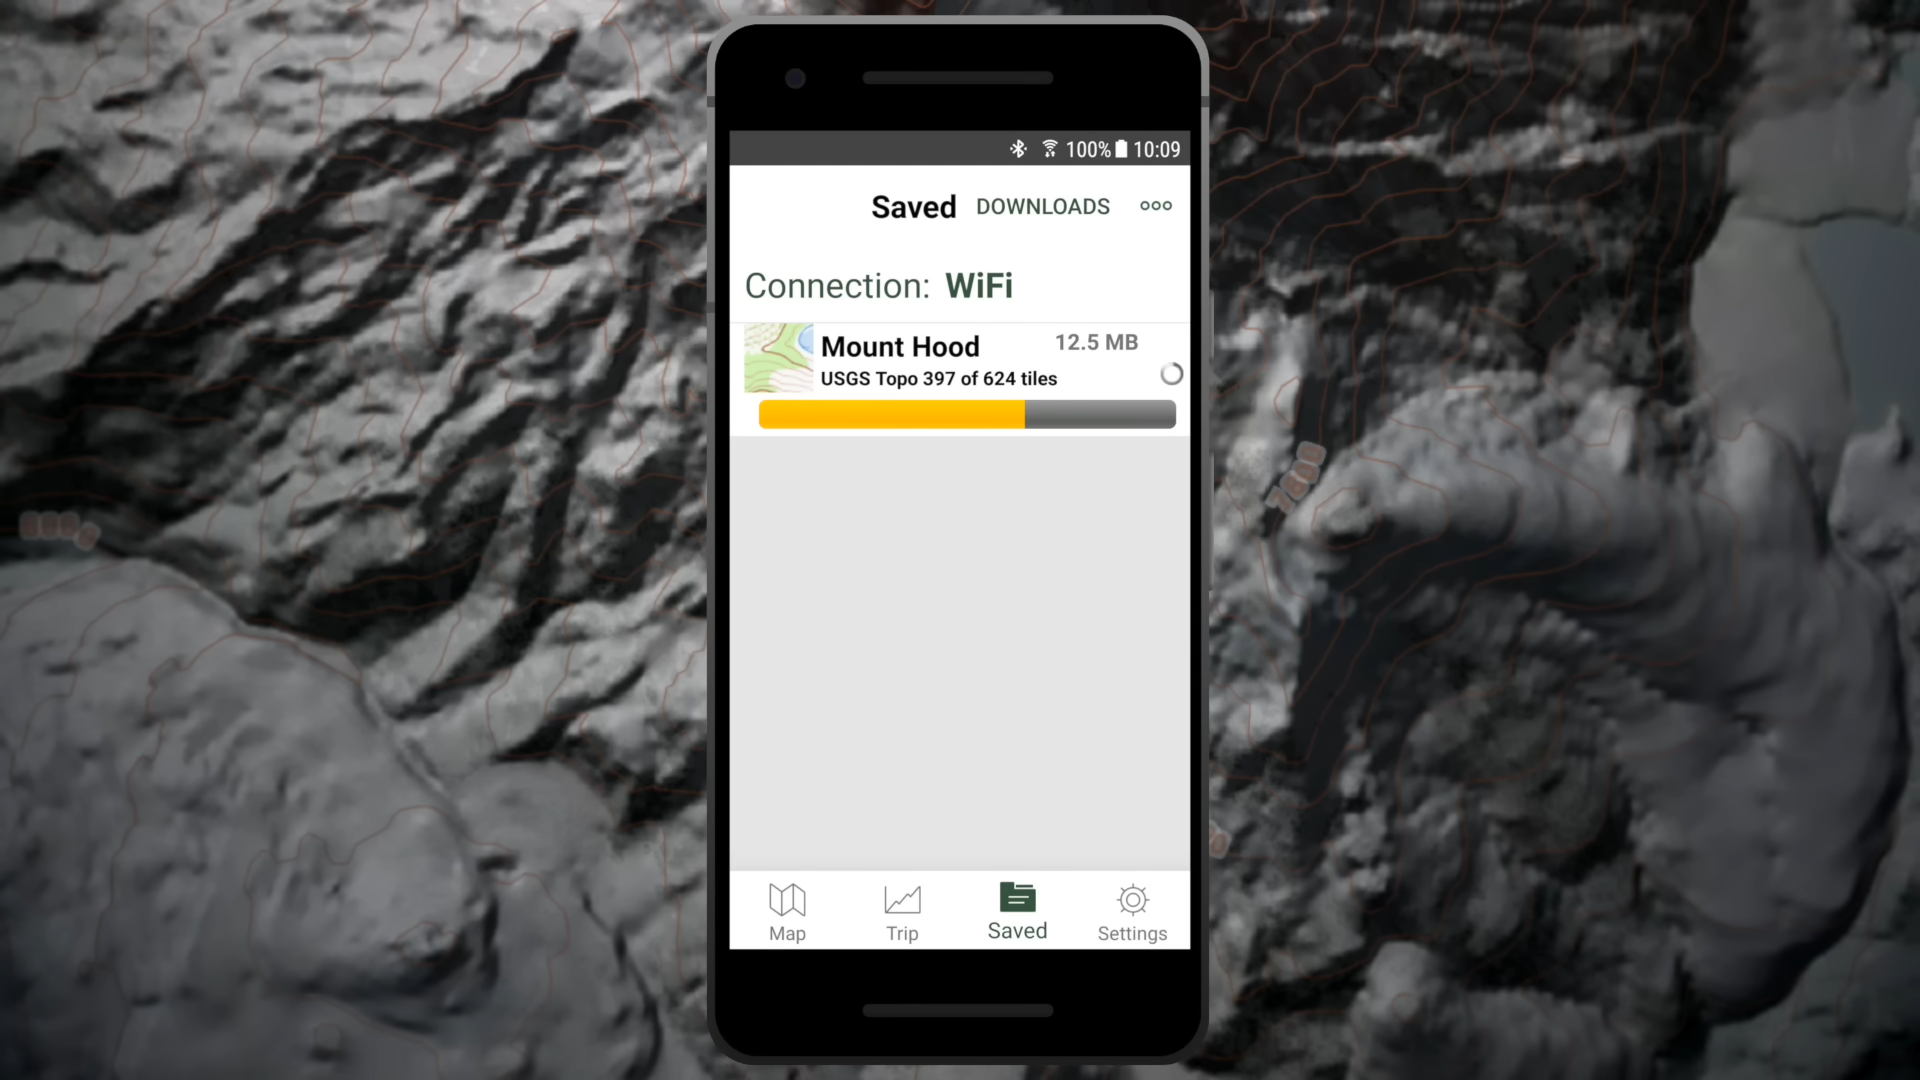 100% 10:09
Saved DOWNLOADS
Connection: WiFi
Mount Hood 12.5 MB
USGS Topo 397 of 624 tiles
Map Trip Saved Settings
7600